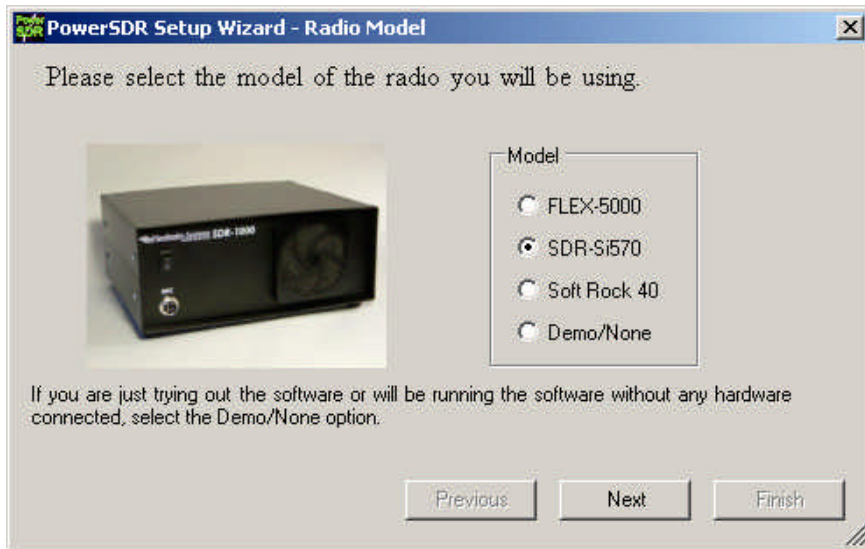 PowerSDR Setup Wizard - Radio Model
Please select the model of the radio you will be using.
Model
FLEX-5000
SDR-Si570
Soft Rock 40
Demo/None
SDR-1000
If you are just trying out the software or will be running the software without any hardware
connected, select the Demo/None option.
Previous
Next
Finish